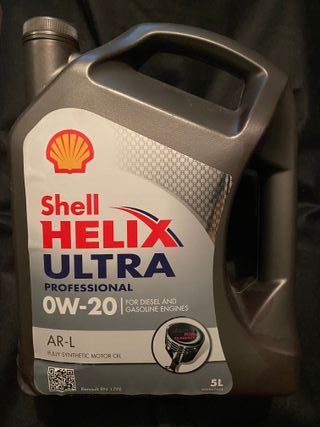 Shell
HELIX
ULTRA
PROFESSIONAL
0W-20
FOR DIESEL AND
GASOLINE ENGINES
AR-L
FULLY SYNTHETIC MOTOR OIL
5L